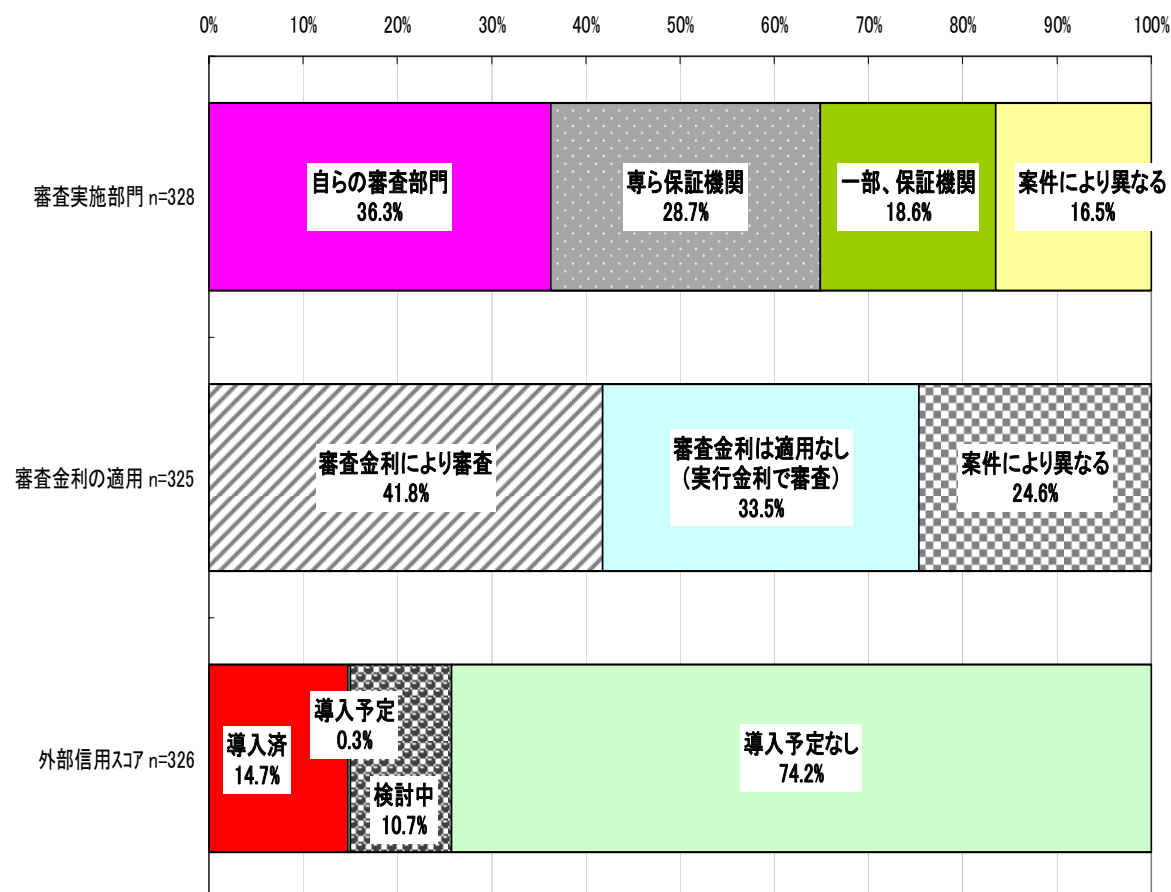 0% 10% 20% 30% 40% 50% 60% 70% 80% 90% 100%
審査実施部門 n=328
自らの審査部門
36.3%
専ら保証機関
28.7%
一部、保証機関
18.6%
案件により異なる
16.5%
審査金利の適用 n=325
審査金利により審査
41.8%
審査金利は適用なし
（実行金利で審査）
33.5%
案件により異なる
24.6%
外部信用スコア n=326
導入済
14.7%
導入予定
0.3%
検討中
10.7%
導入予定なし
74.2%